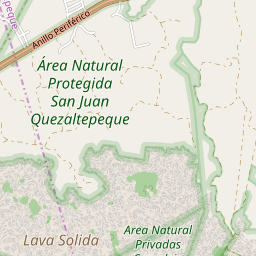 Anillo Periférico
Área Natural
Protegida
San Juan
Quezaltepeque
Lava Solida
Area Natural
Privadas